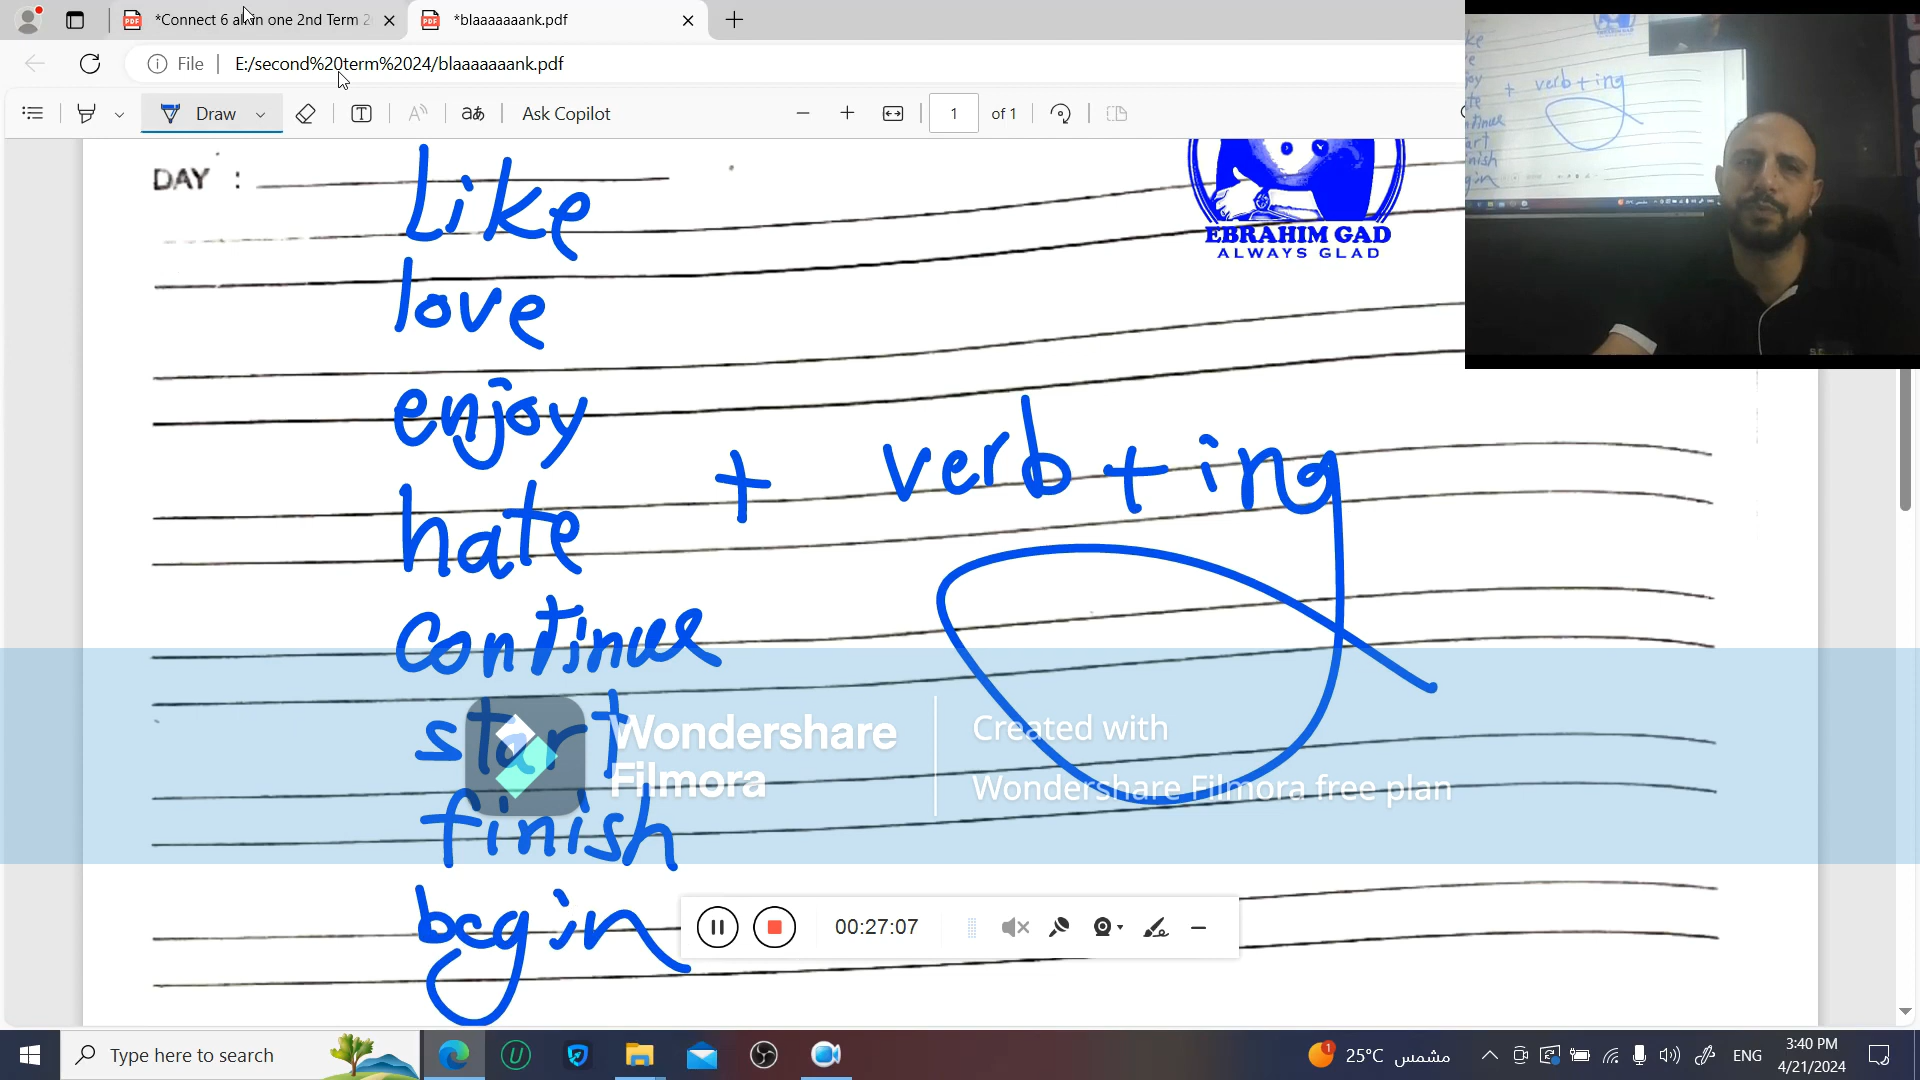 *Connect 6 all in one 2nd Term 2
*blaaaaaaank.pdf
File
E:/second%20term%2024/blaaaaaaank.pdf
Draw
Ask Copilot
1 of 1
DAY :
EBRAHIM GAD
ALWAYS GLAD
Like
love
enjoy
hate
+ verb + ing
continue
start
finish
begin
Wondershare
Filmora
Created with
Wondershare Filmora free plan
00:27:07
Type here to search
1
25°C مشمس
ENG
3:40 PM
4/21/2024